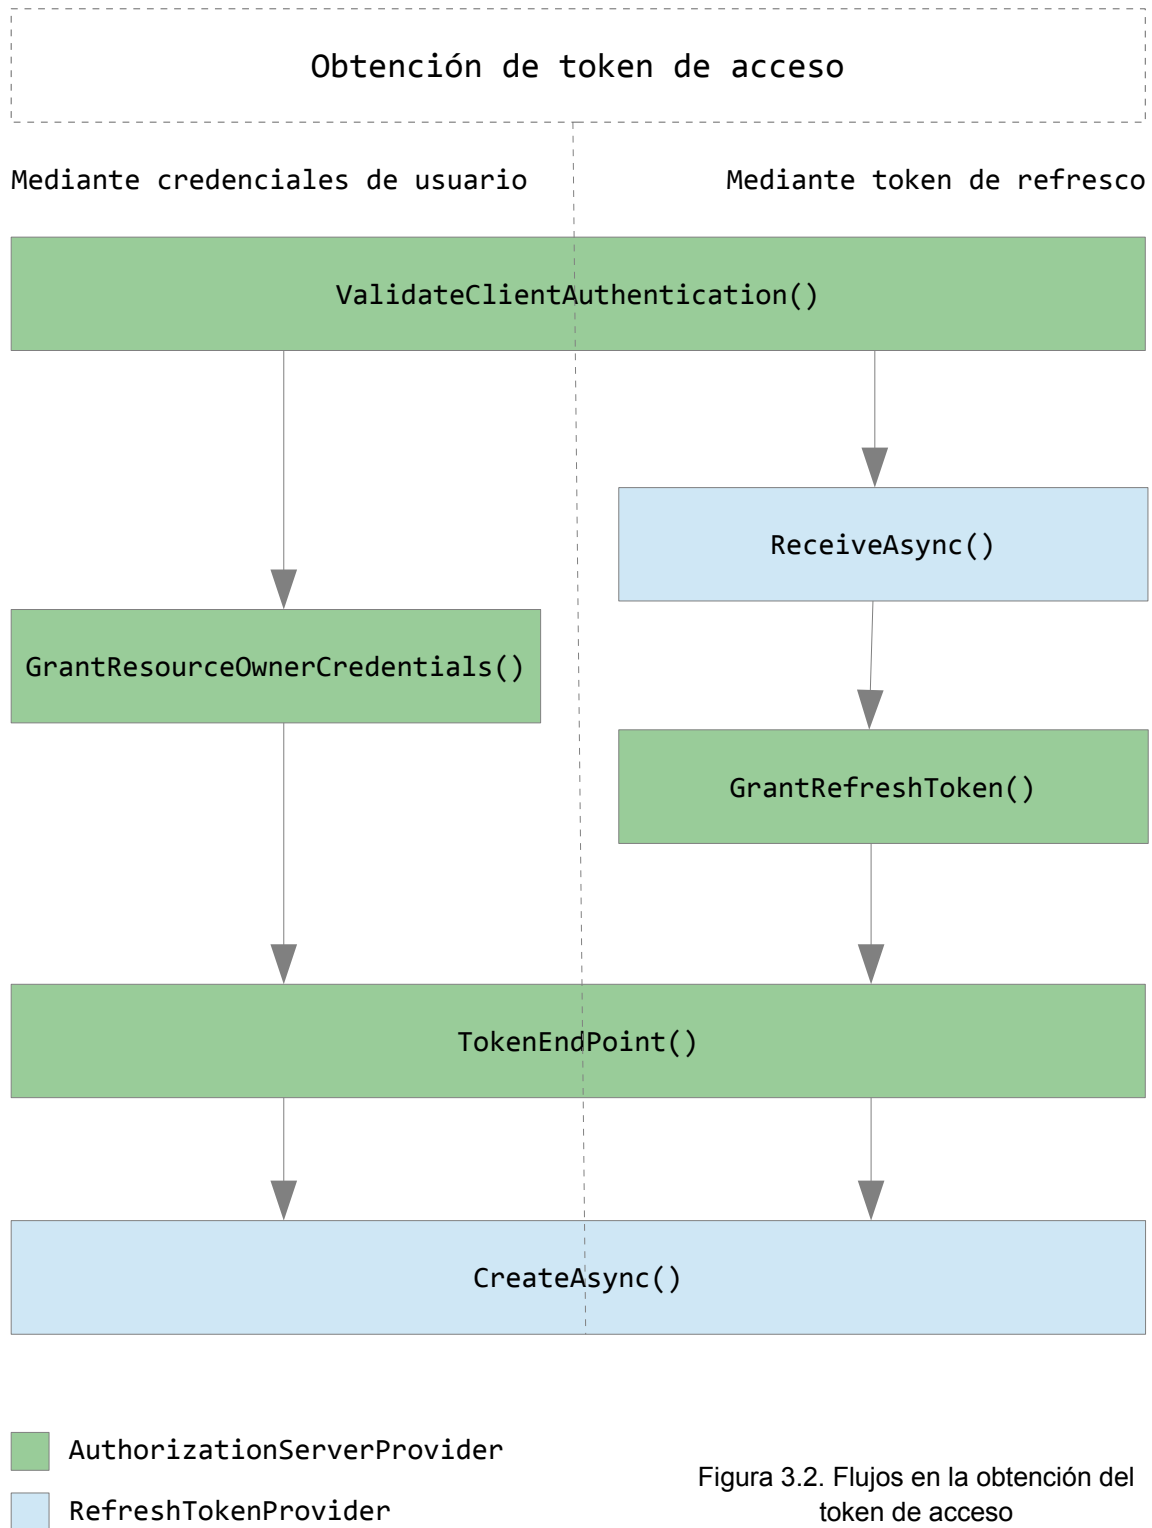 Obtención de token de acceso
Mediante credenciales de usuario
Mediante token de refresco
ValidateClientAuthentication()
ReceiveAsync()
GrantResourceOwnerCredentials()
GrantRefreshToken()
TokenEndPoint()
CreateAsync()
AuthorizationServerProvider
RefreshTokenProvider
Figura 3.2. Flujos en la obtención del
token de acceso